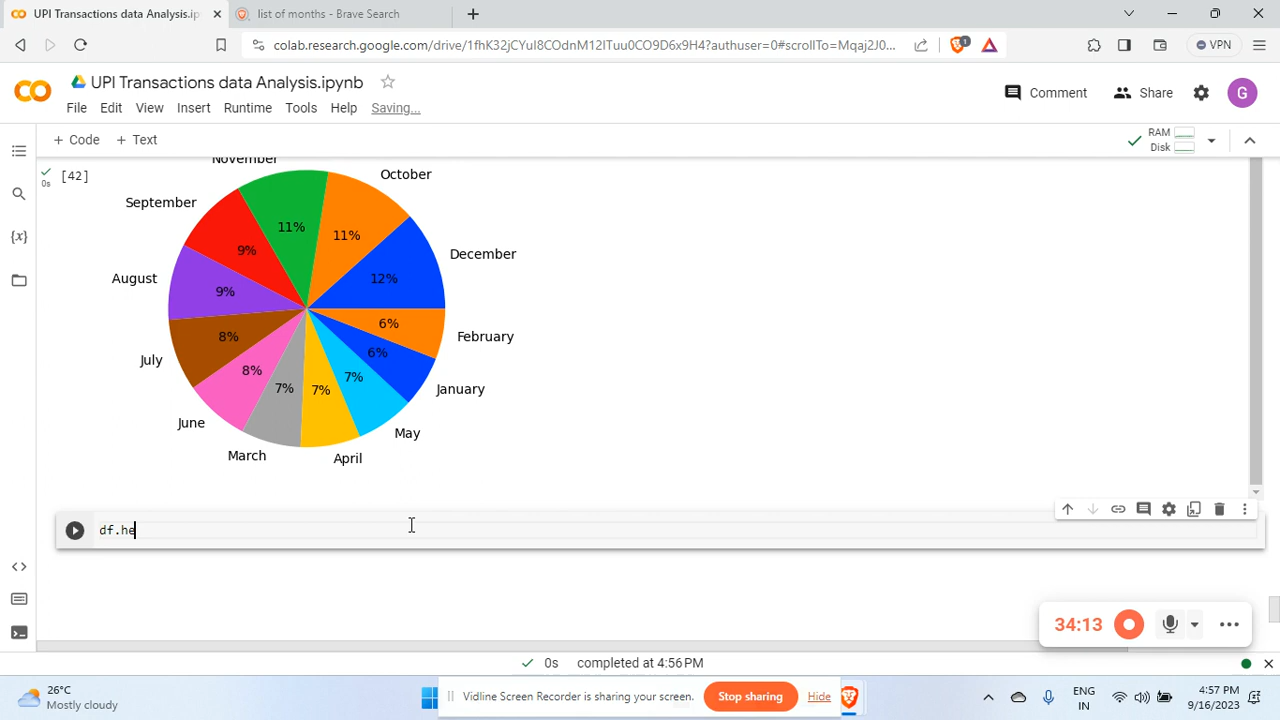 UPI Transactions data Analysis.ip
list of months - Brave Search
colab.research.google.com/drive/1fhK32jCYuI8COdnM12ITuu0CO9D6x9H4?authuser=0#scrollTo=Mqaj2J0...
1
VPN
CO
UPI Transactions data Analysis.ipynb
Comment
Share
G
File Edit View Insert Runtime Tools Help Saving...
+ Code + Text
RAM
Disk
0s
[42]
November
October
September
11%
11%
9%
December
August
12%
9%
6%
February
July
8%
6%
8%
7%
7%
7%
January
June
May
March
April
{x}
df.he
34:13
0s completed at 4:56 PM
26°C
Mostly cloudy
Vidline Screen Recorder is sharing your screen.
Stop sharing
Hide
ENG
IN
4:57 PM
9/16/2023